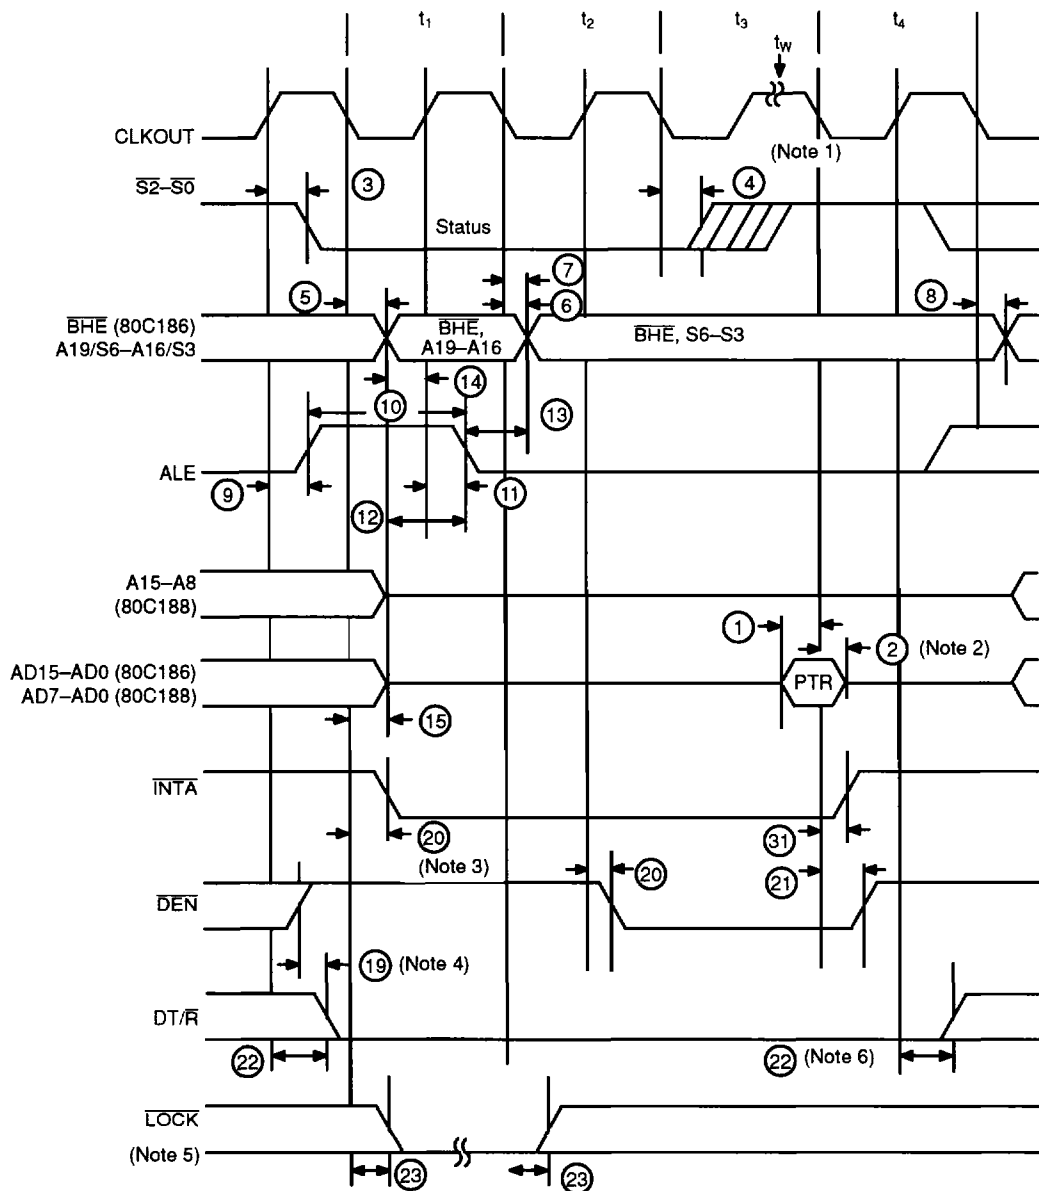 t1 t2 t3 t4
tW
CLKOUT
(Note 1)
S2–S0
3 4
Status
7
5 6 8
BHE (80C186)
A19/S6–A16/S3
BHE,
A19–A16
BHE, S6–S3
14
10 13
ALE
9 11
12
A15–A8
(80C188)
1
2 (Note 2)
AD15–AD0 (80C186)
AD7–AD0 (80C188)
PTR
15
INTA
20 31
(Note 3)
20 21
DEN
19 (Note 4)
DT/R
22 22 (Note 6)
LOCK
(Note 5)
23 23